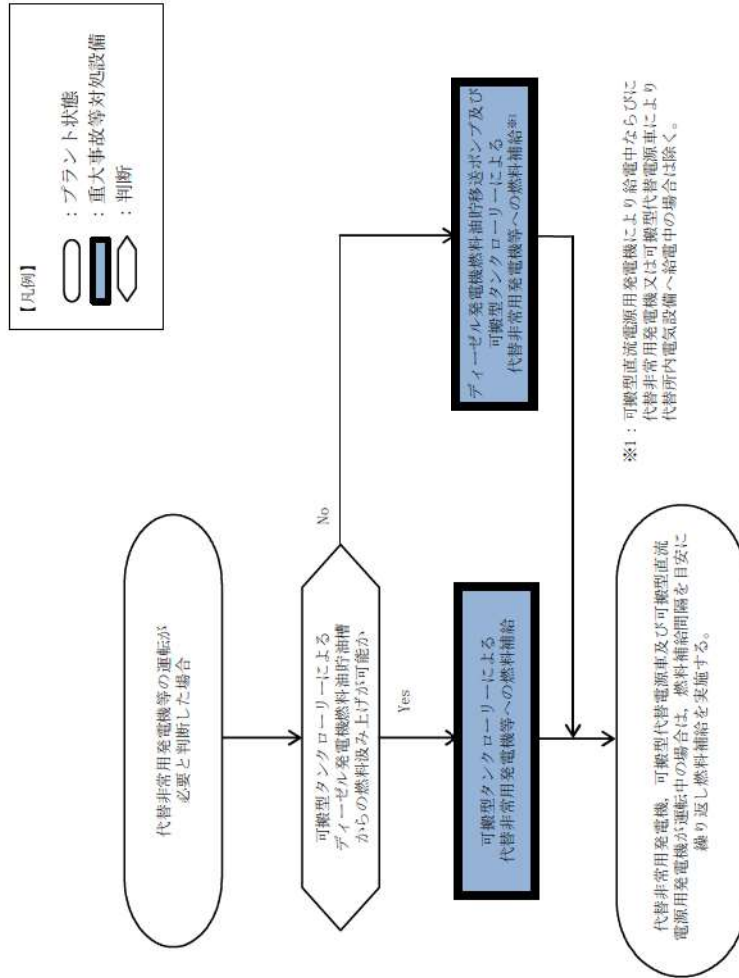 【凡例】
：プラント状態
：重大事故等対処設備
：判断
代替非常用発電機等の運転が
必要と判断した場合
可搬型タンクローリーによる
ディーゼル発電機燃料油貯油槽
からの燃料汲み上げが可能か
No
Yes
可搬型タンクローリーによる
代替非常用発電機等への燃料補給
ディーゼル発電機燃料油貯移送ポンプ及び
可搬型タンクローリーによる
代替非常用発電機等への燃料補給※1
代替非常用発電機，可搬型代替電源車及び可搬型直流
電源用発電機が運転中の場合は，燃料補給間隔を目安に
繰り返し燃料補給を実施する。
※1：可搬型直流電源用発電機により給電中ならびに
代替非常用発電機又は可搬型代替電源車により
代替所内電気設備へ給電中の場合は除く。